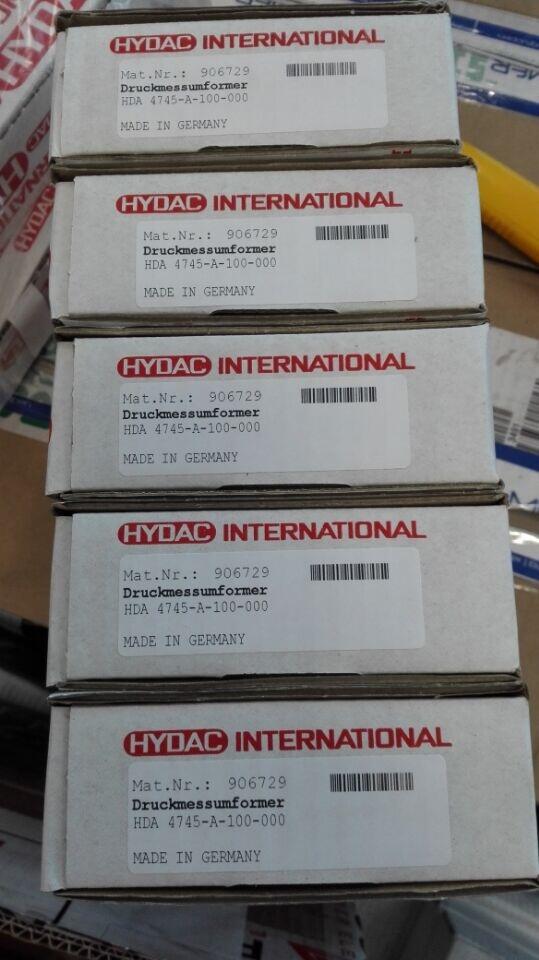 HYDAC INTERNATIONAL
Mat.Nr.: 906729
Druckmessumformer
HDA 4745-A-100-000
MADE IN GERMANY
HYDAC INTERNATIONAL
Mat.Nr.: 906729
Druckmessumformer
HDA 4745-A-100-000
MADE IN GERMANY
HYDAC INTERNATIONAL
Mat.Nr.: 906729
Druckmessumformer
HDA 4745-A-100-000
MADE IN GERMANY
HYDAC INTERNATIONAL
Mat.Nr.: 906729
Druckmessumformer
HDA 4745-A-100-000
MADE IN GERMANY
HYDAC INTERNATIONAL
Mat.Nr.: 906729
Druckmessumformer
HDA 4745-A-100-000
MADE IN GERMANY